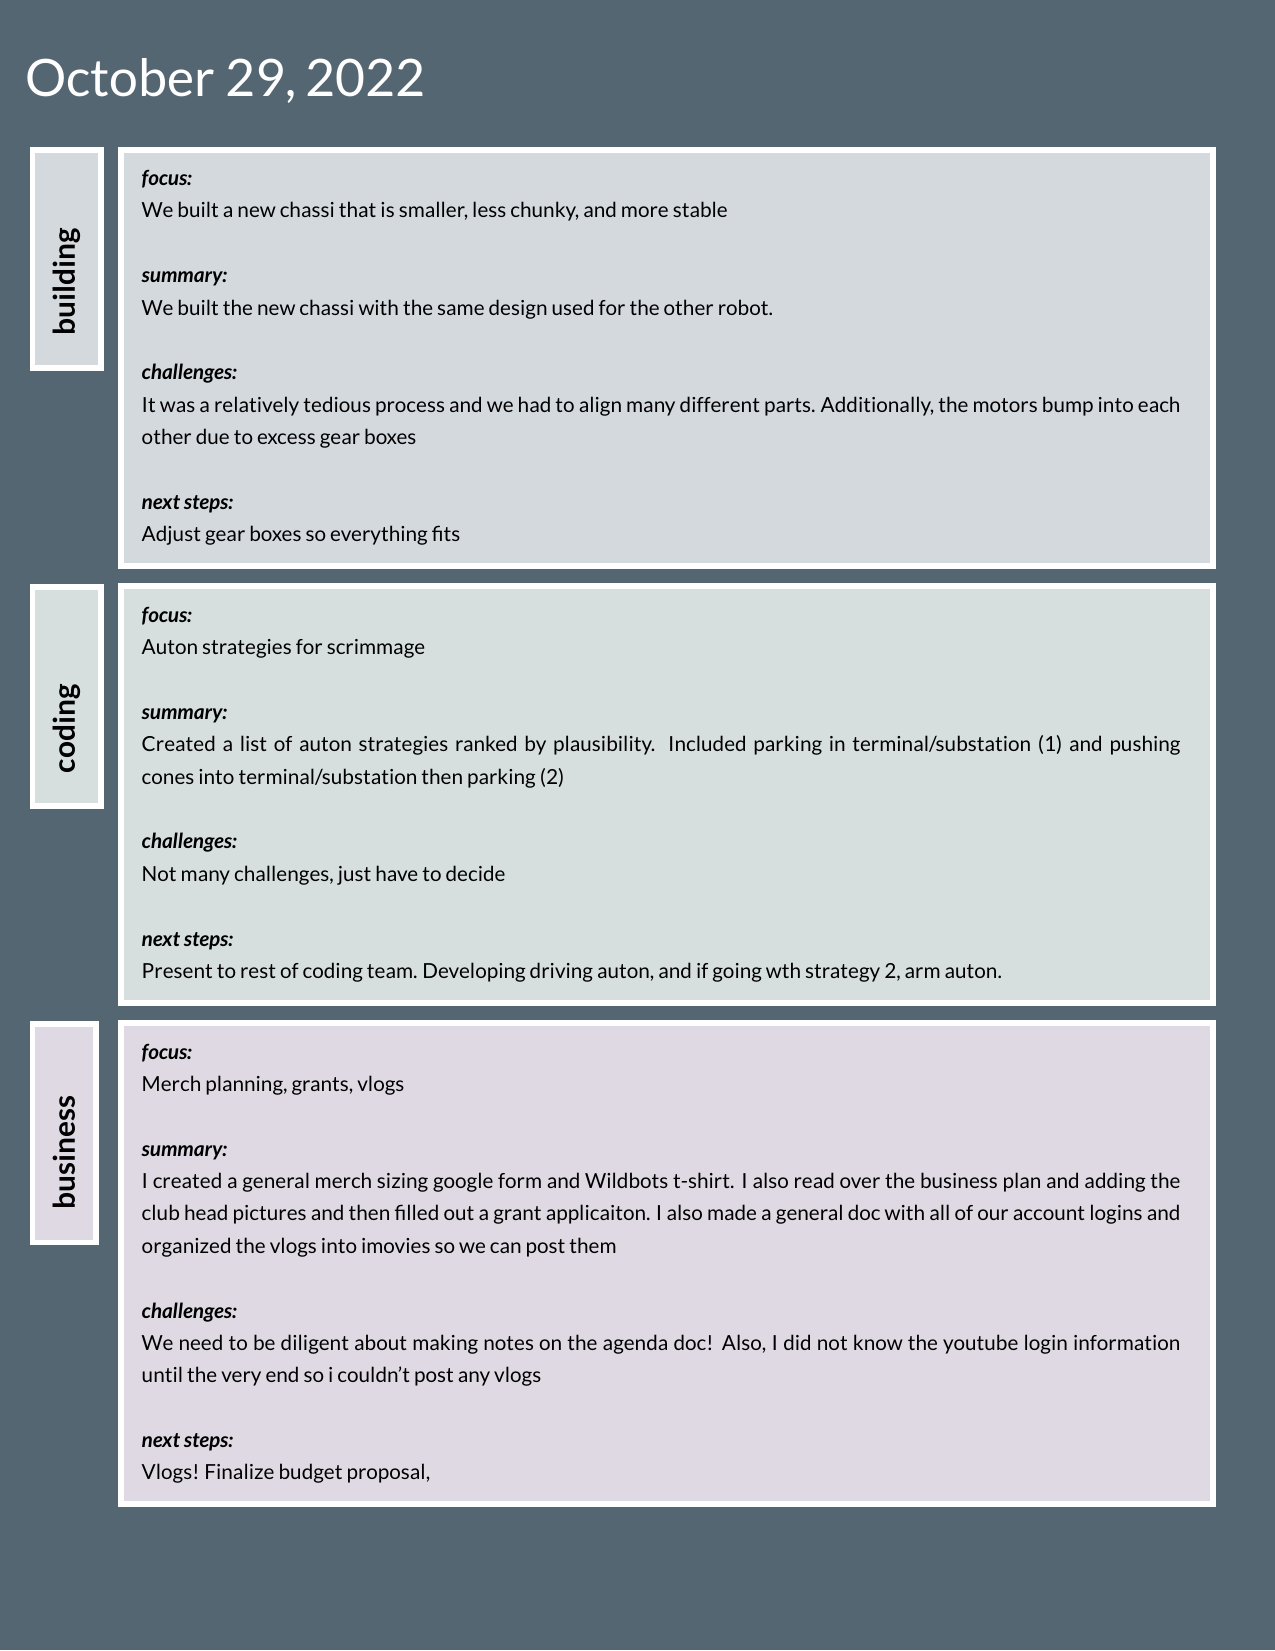 October 29, 2022
building
focus:
We built a new chassi that is smaller, less chunky, and more stable
summary:
We built the new chassi with the same design used for the other robot.
challenges:
It was a relatively tedious process and we had to align many different parts. Additionally, the motors bump into each
other due to excess gear boxes
next steps:
Adjust gear boxes so everything fits
coding
focus:
Auton strategies for scrimmage
summary:
Created a list of auton strategies ranked by plausibility. Included parking in terminal/substation (1) and pushing
cones into terminal/substation then parking (2)
challenges:
Not many challenges, just have to decide
next steps:
Present to rest of coding team. Developing driving auton, and if going wth strategy 2, arm auton.
business
focus:
Merch planning, grants, vlogs
summary:
I created a general merch sizing google form and Wildbots t-shirt. I also read over the business plan and adding the
club head pictures and then filled out a grant applicaiton. I also made a general doc with all of our account logins and
organized the vlogs into imovies so we can post them
challenges:
We need to be diligent about making notes on the agenda doc! Also, I did not know the youtube login information
until the very end so i couldn’t post any vlogs
next steps:
Vlogs! Finalize budget proposal,